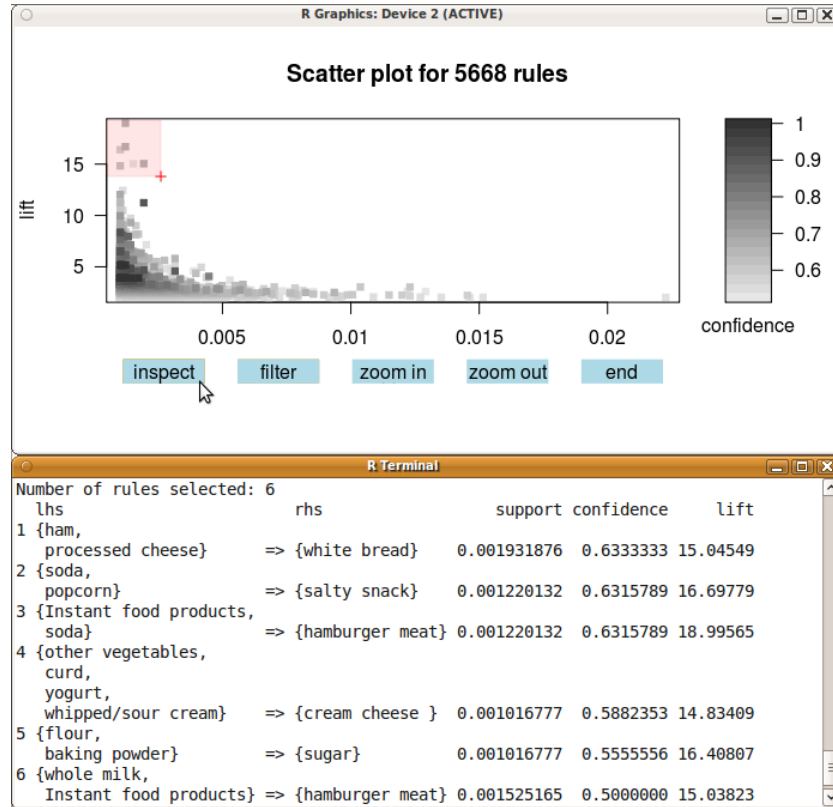 R Graphics: Device 2 (ACTIVE)
Scatter plot for 5668 rules
lift
15
10
5
0.005 0.01 0.015 0.02
1
0.9
0.8
0.7
0.6
confidence
inspect filter zoom in zoom out end
R Terminal
Number of rules selected: 6
lhs rhs support confidence lift
1 {ham,
processed cheese} => {white bread} 0.001931876 0.6333333 15.04549
2 {soda,
popcorn} => {salty snack} 0.001220132 0.6315789 16.69779
3 {Instant food products,
soda} => {hamburger meat} 0.001220132 0.6315789 18.99565
4 {other vegetables,
curd,
yogurt,
whipped/sour cream} => {cream cheese } 0.001016777 0.5882353 14.83409
5 {flour,
baking powder} => {sugar} 0.001016777 0.5555556 16.40807
6 {whole milk,
Instant food products} => {hamburger meat} 0.001525165 0.5000000 15.03823